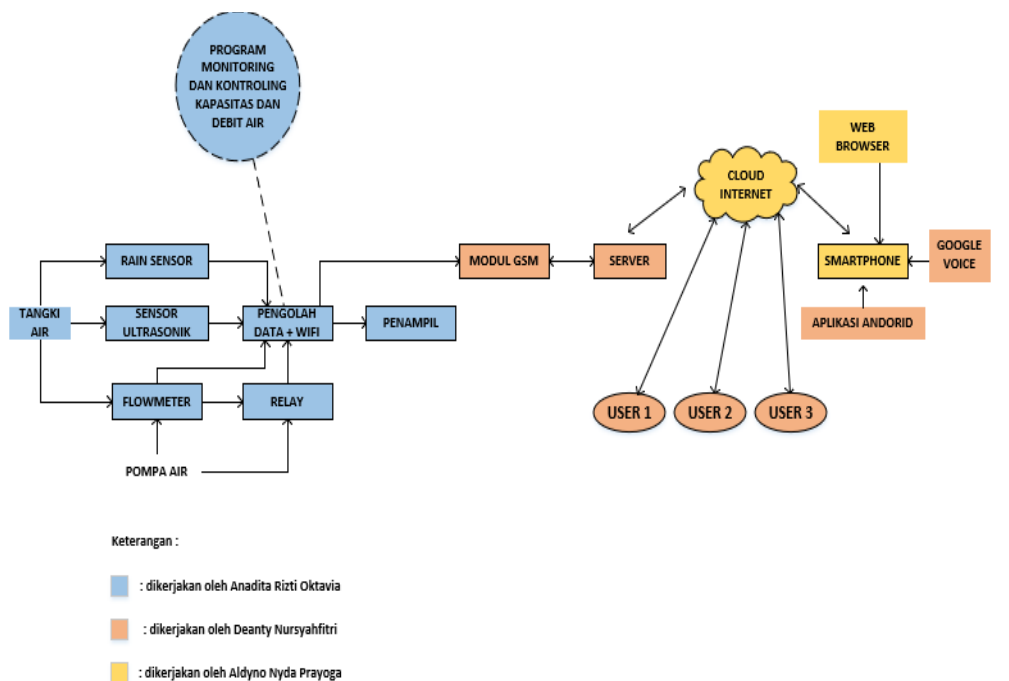 PROGRAM
MONITORING
DAN KONTROLING
KAPASITAS DAN
DEBIT AIR
WEB
BROWSER
CLOUD
INTERNET
RAIN SENSOR
MODUL GSM
SERVER
SMARTPHONE
GOOGLE
VOICE
TANGKI
AIR
SENSOR
ULTRASONIK
PENGOLAH
DATA + WIFI
PENAMPIL
APLIKASI ANDORID
FLOWMETER
RELAY
USER 1
USER 2
USER 3
POMPA AIR
Keterangan :
: dikerjakan oleh Anadita Rizti Oktavia
: dikerjakan oleh Deanty Nursyahfitri
: dikerjakan oleh Aldyno Nyda Prayoga